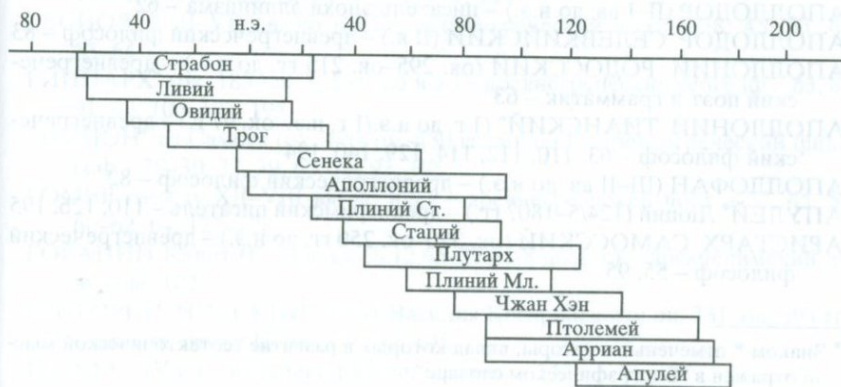 80 40 н.э. 40 80 120 160 200
Страбон
Ливий
Овидий
Трог
Сенека
Аполлоний
Плиний Ст.
Стаций
Плутарх
Плиний Мл.
Чжан Хэн
Птолемей
Арриан
Апулей